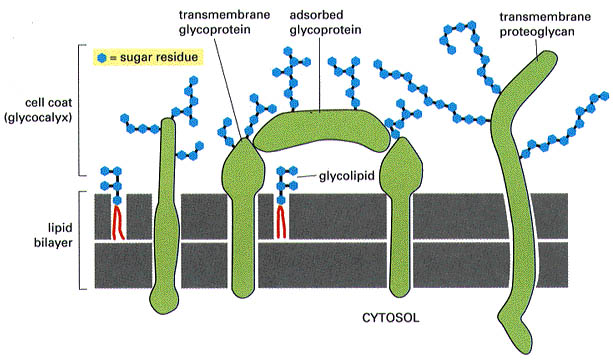 transmembrane
glycoprotein
adsorbed
glycoprotein
transmembrane
proteoglycan
= sugar residue
cell coat
(glycocalyx)
glycolipid
lipid
bilayer
CYTOSOL